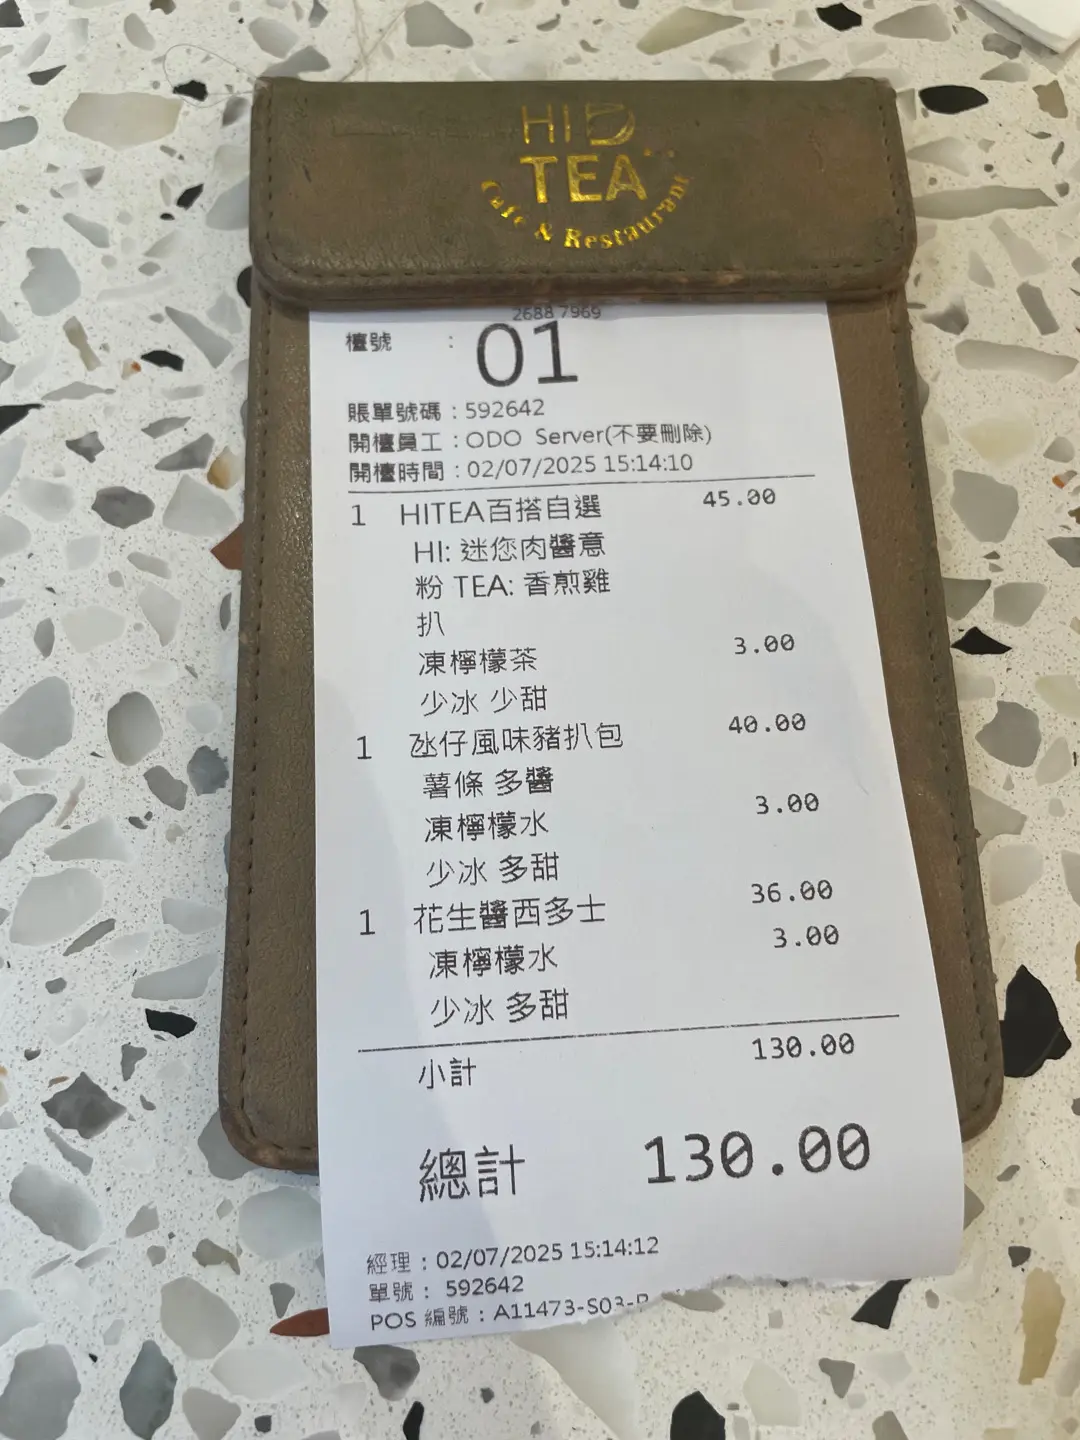 HI
TEA
Cafe & Restaurant
2688 7969
檯號 : 01
賬單號碼 : 592642
開檯員工 : ODO Server(不要刪除)
開檯時間 : 02/07/2025 15:14:10
1 HITEA百搭自選 45.00
HI: 迷您肉醬意
粉 TEA: 香煎雞
扒
凍檸檬茶 3.00
少冰 少甜
1 氹仔風味豬扒包 40.00
薯條 多醬
凍檸檬水 3.00
少冰 多甜
1 花生醬西多士 36.00
凍檸檬水 3.00
少冰 多甜
小計 130.00
總計 130.00
經理 : 02/07/2025 15:14:12
單號 : 592642
POS 編號 : A11473-S03-